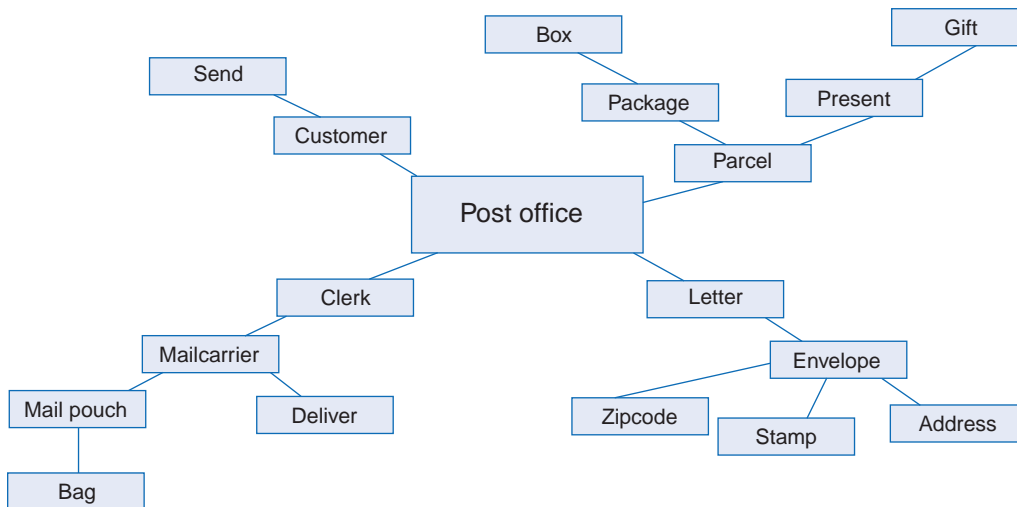 Gift
Box
Send
Present
Package
Customer
Parcel
Post office
Clerk
Letter
Mailcarrier
Envelope
Mail pouch
Deliver
Zipcode
Stamp
Address
Bag